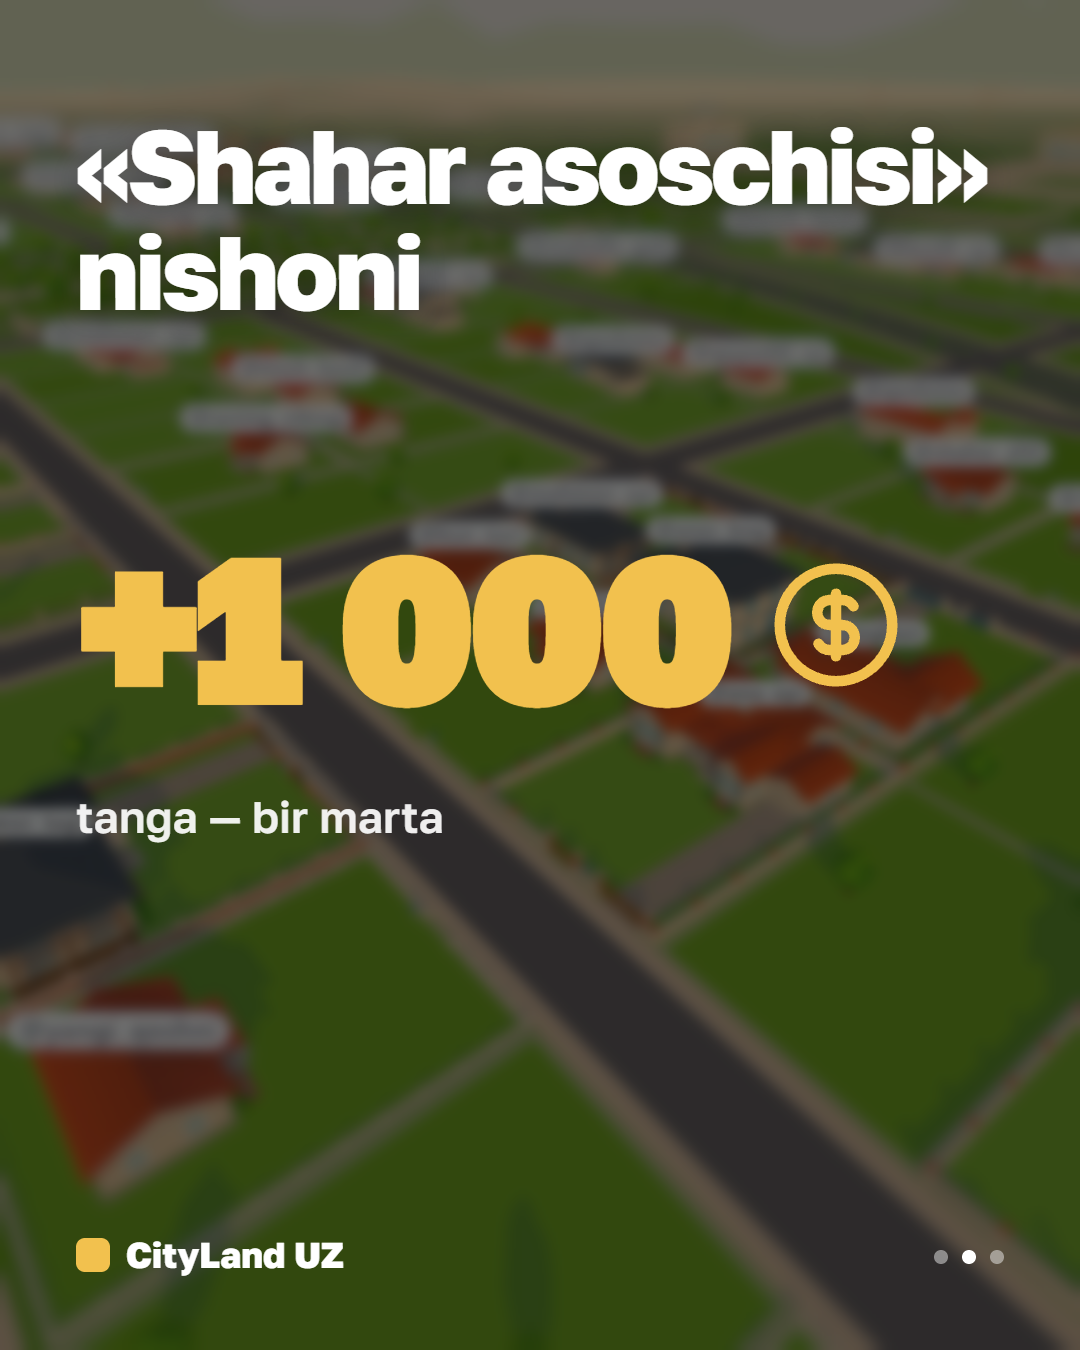 «Shahar asoschisi»
nishoni
+1 000 $
tanga — bir marta
CityLand UZ